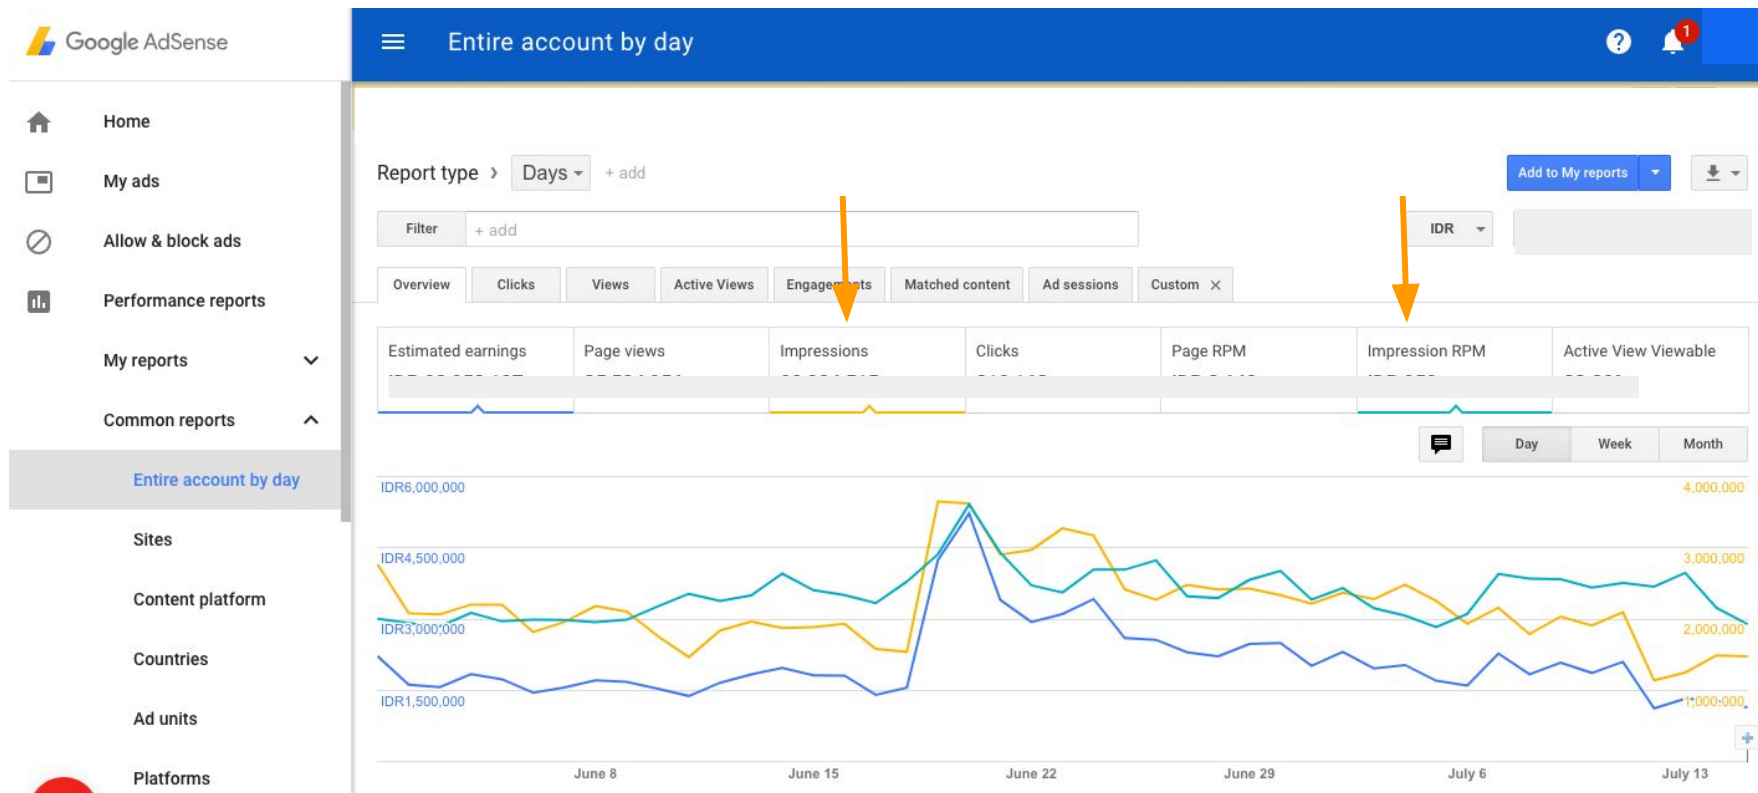 Google AdSense
Entire account by day
1
Home
My ads
Allow & block ads
Performance reports
My reports
Common reports
Entire account by day
Sites
Content platform
Countries
Ad units
Platforms
Report type › Days + add
Add to My reports
Filter + add
IDR
Overview Clicks Views Active Views Engagements Matched content Ad sessions Custom ×
Estimated earnings Page views Impressions Clicks Page RPM Impression RPM Active View Viewable
Day Week Month
IDR6,000,000 4,000,000
IDR4,500,000 3,000,000
IDR3,000,000 2,000,000
IDR1,500,000 1,000,000
June 8 June 15 June 22 June 29 July 6 July 13